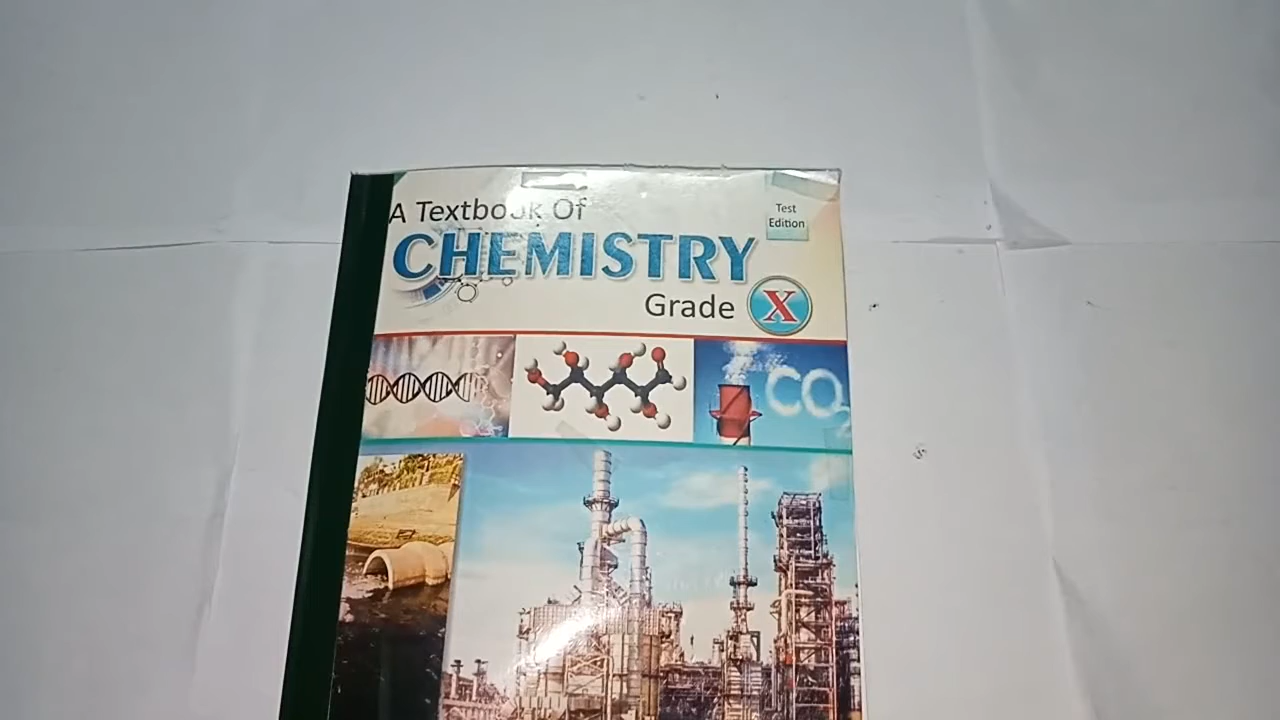 A Textbook Of
Test
Edition
CHEMISTRY
Grade X
CO2